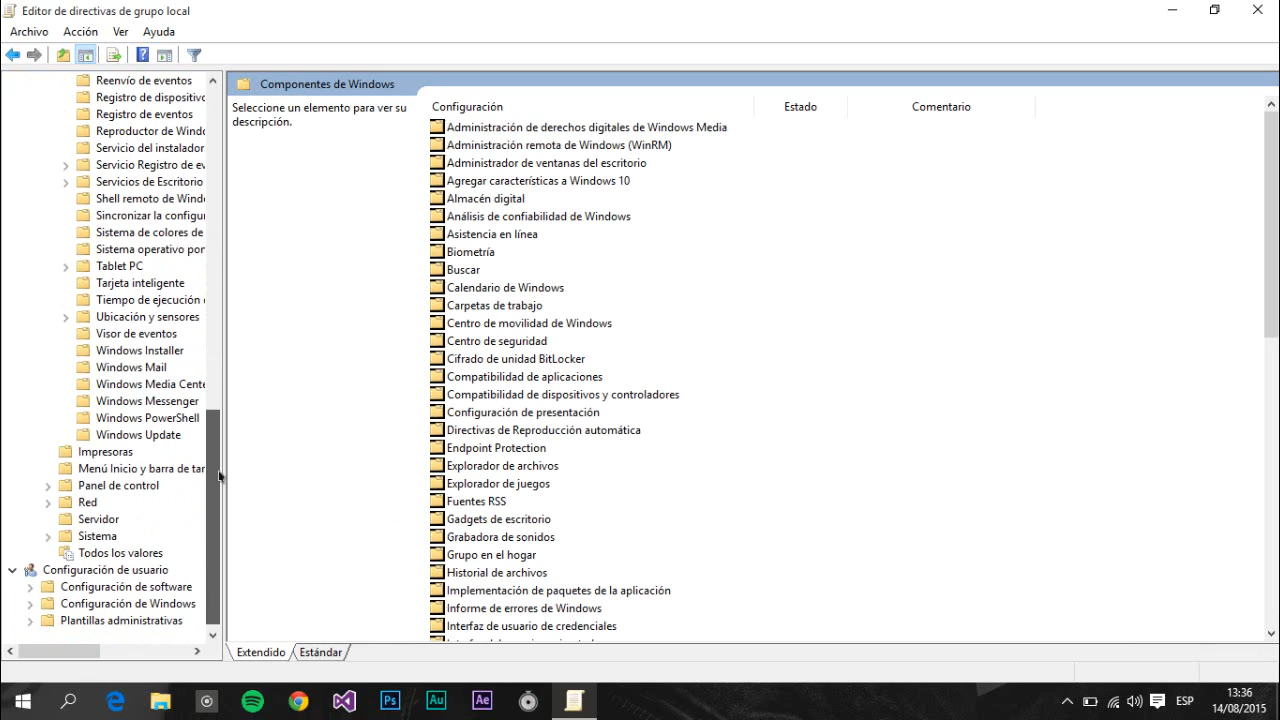 Editor de directivas de grupo local
Archivo Acción Ver Ayuda
Reenvío de eventos
Registro de dispositivo
Registro de eventos
Reproductor de Windo
Servicio del instalador
Servicio Registro de ev
Servicios de Escritorio
Shell remoto de Windo
Sincronizar la configur
Sistema de colores de
Sistema operativo port
Tablet PC
Tarjeta inteligente
Tiempo de ejecución
Ubicación y sensores
Visor de eventos
Windows Installer
Windows Mail
Windows Media Cente
Windows Messenger
Windows PowerShell
Windows Update
Impresoras
Menú Inicio y barra de tar
Panel de control
Red
Servidor
Sistema
Todos los valores
Configuración de usuario
Configuración de software
Configuración de Windows
Plantillas administrativas
Componentes de Windows
Seleccione un elemento para ver su
descripción.
Configuración Estado Comentario
Administración de derechos digitales de Windows Media
Administración remota de Windows (WinRM)
Administrador de ventanas del escritorio
Agregar características a Windows 10
Almacén digital
Análisis de confiabilidad de Windows
Asistencia en línea
Biometría
Buscar
Calendario de Windows
Carpetas de trabajo
Centro de movilidad de Windows
Centro de seguridad
Cifrado de unidad BitLocker
Compatibilidad de aplicaciones
Compatibilidad de dispositivos y controladores
Configuración de presentación
Directivas de Reproducción automática
Endpoint Protection
Explorador de archivos
Explorador de juegos
Fuentes RSS
Gadgets de escritorio
Grabadora de sonidos
Grupo en el hogar
Historial de archivos
Implementación de paquetes de la aplicación
Informe de errores de Windows
Interfaz de usuario de credenciales
Extendido Estándar
Ps Au Ae
ESP
13:36
14/08/2015